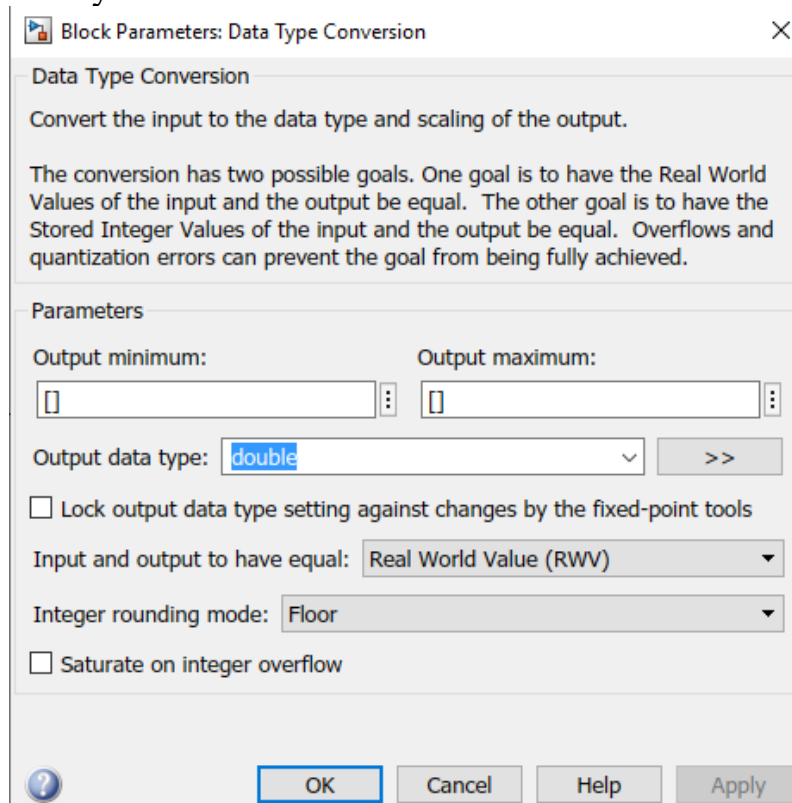 Block Parameters: Data Type Conversion
Data Type Conversion
Convert the input to the data type and scaling of the output.
The conversion has two possible goals. One goal is to have the Real World
Values of the input and the output be equal.  The other goal is to have the
Stored Integer Values of the input and the output be equal.  Overflows and
quantization errors can prevent the goal from being fully achieved.
Parameters
Output minimum: Output maximum:
[] []
Output data type: double >>
Lock output data type setting against changes by the fixed-point tools
Input and output to have equal: Real World Value (RWV)
Integer rounding mode: Floor
Saturate on integer overflow
? OK Cancel Help Apply